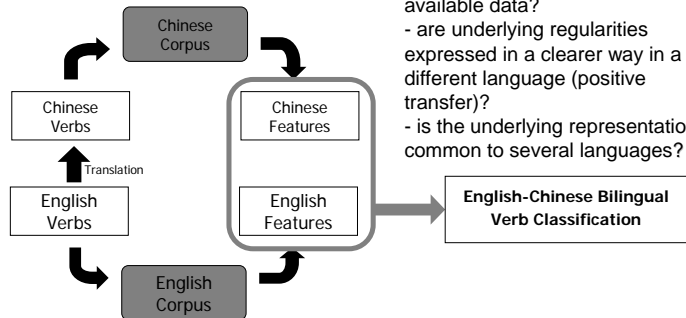 available data?
- are underlying regularities
expressed in a clearer way in a
different language (positive
transfer)?
- is the underlying
common to several languages?
Chinese
Corpus
Chinese
Verbs
Chinese
Features
Translation
English
Verbs
English
Features
English-Chinese Bilingual
Verb Classification
English
Corpus